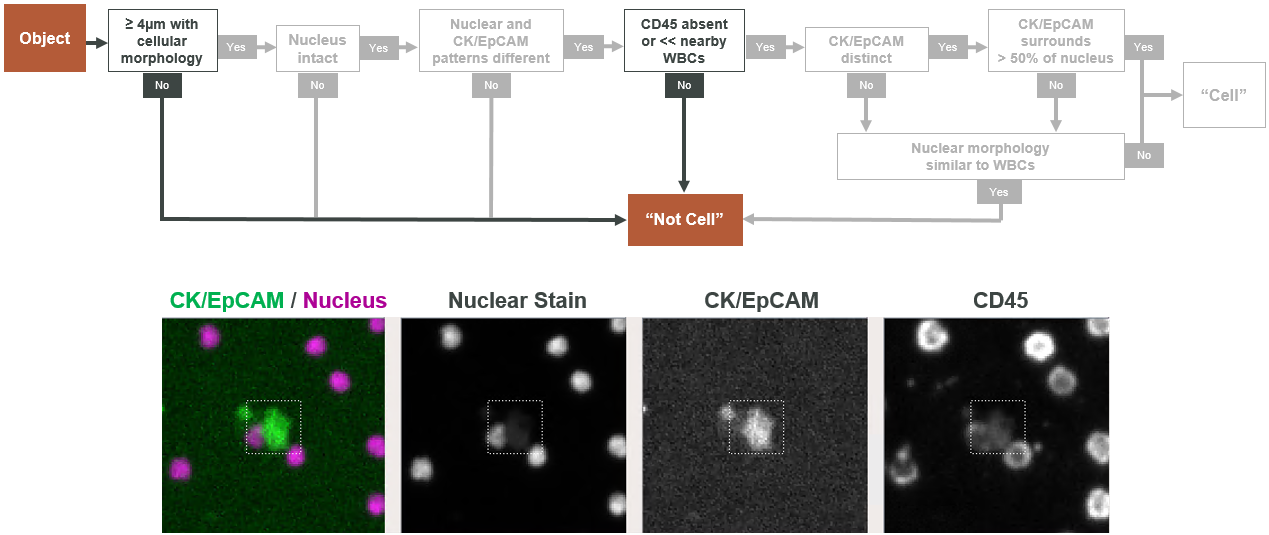 Object
≥ 4µm with
cellular
morphology
Yes
No
Nucleus
intact
Yes
No
Nuclear and
CK/EpCAM
patterns different
Yes
No
CD45 absent
or << nearby
WBCs
Yes
No
CK/EpCAM
distinct
Yes
No
CK/EpCAM
surrounds
> 50% of nucleus
Yes
No
Nuclear morphology
similar to WBCs
No
Yes
“Cell”
“Not Cell”
CK/EpCAM / Nucleus
Nuclear Stain
CK/EpCAM
CD45